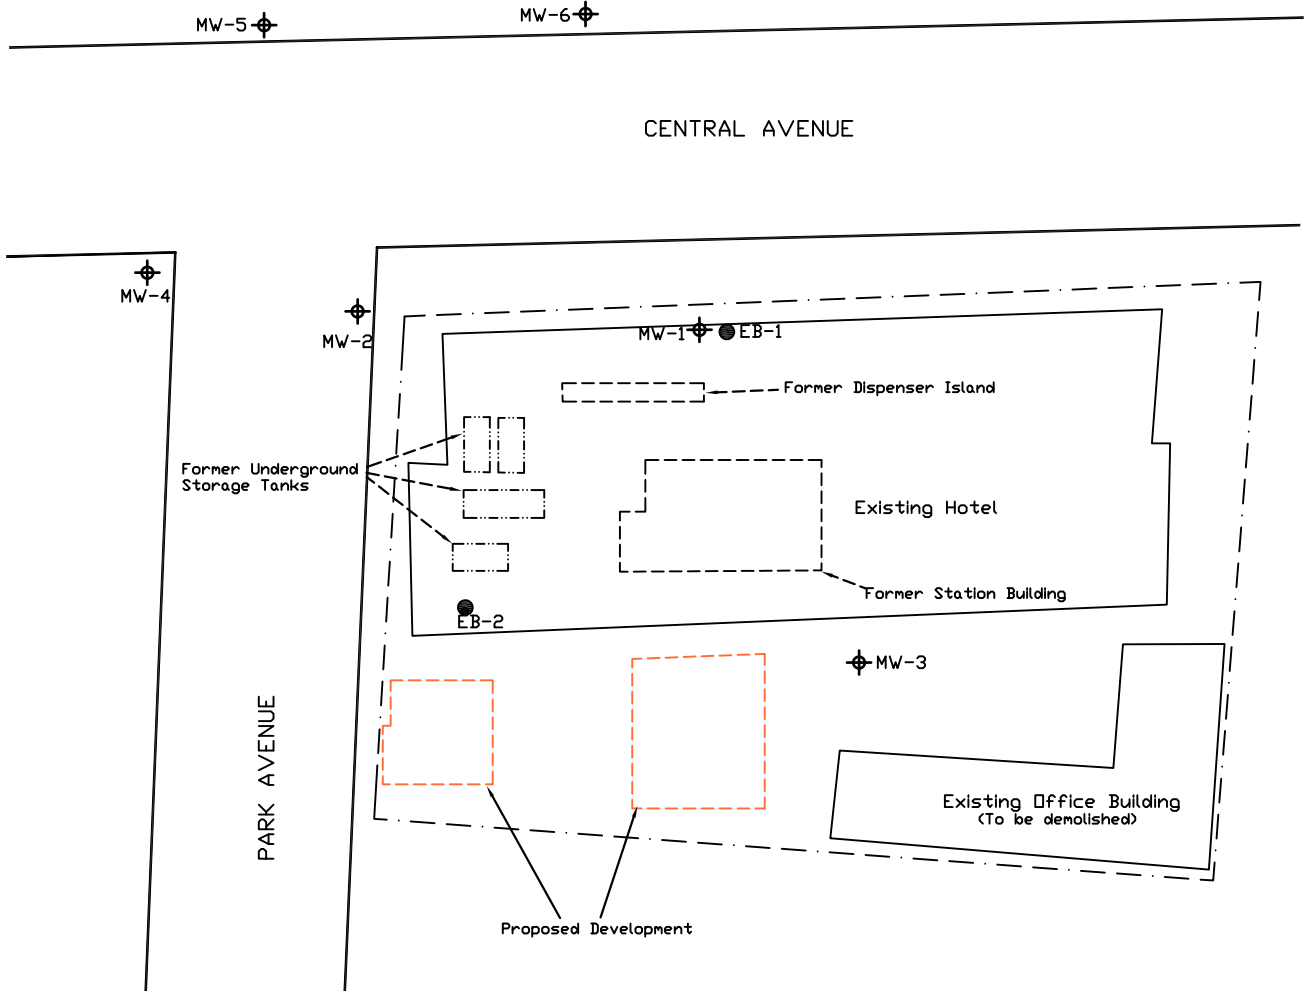 MW-5
MW-6
CENTRAL AVENUE
MW-4
MW-2
MW-1
EB-1
Former Dispenser Island
Former Underground
Storage Tanks
Existing Hotel
Former Station Building
EB-2
MW-3
PARK AVENUE
Existing Office Building
(To be demolished)
Proposed Development